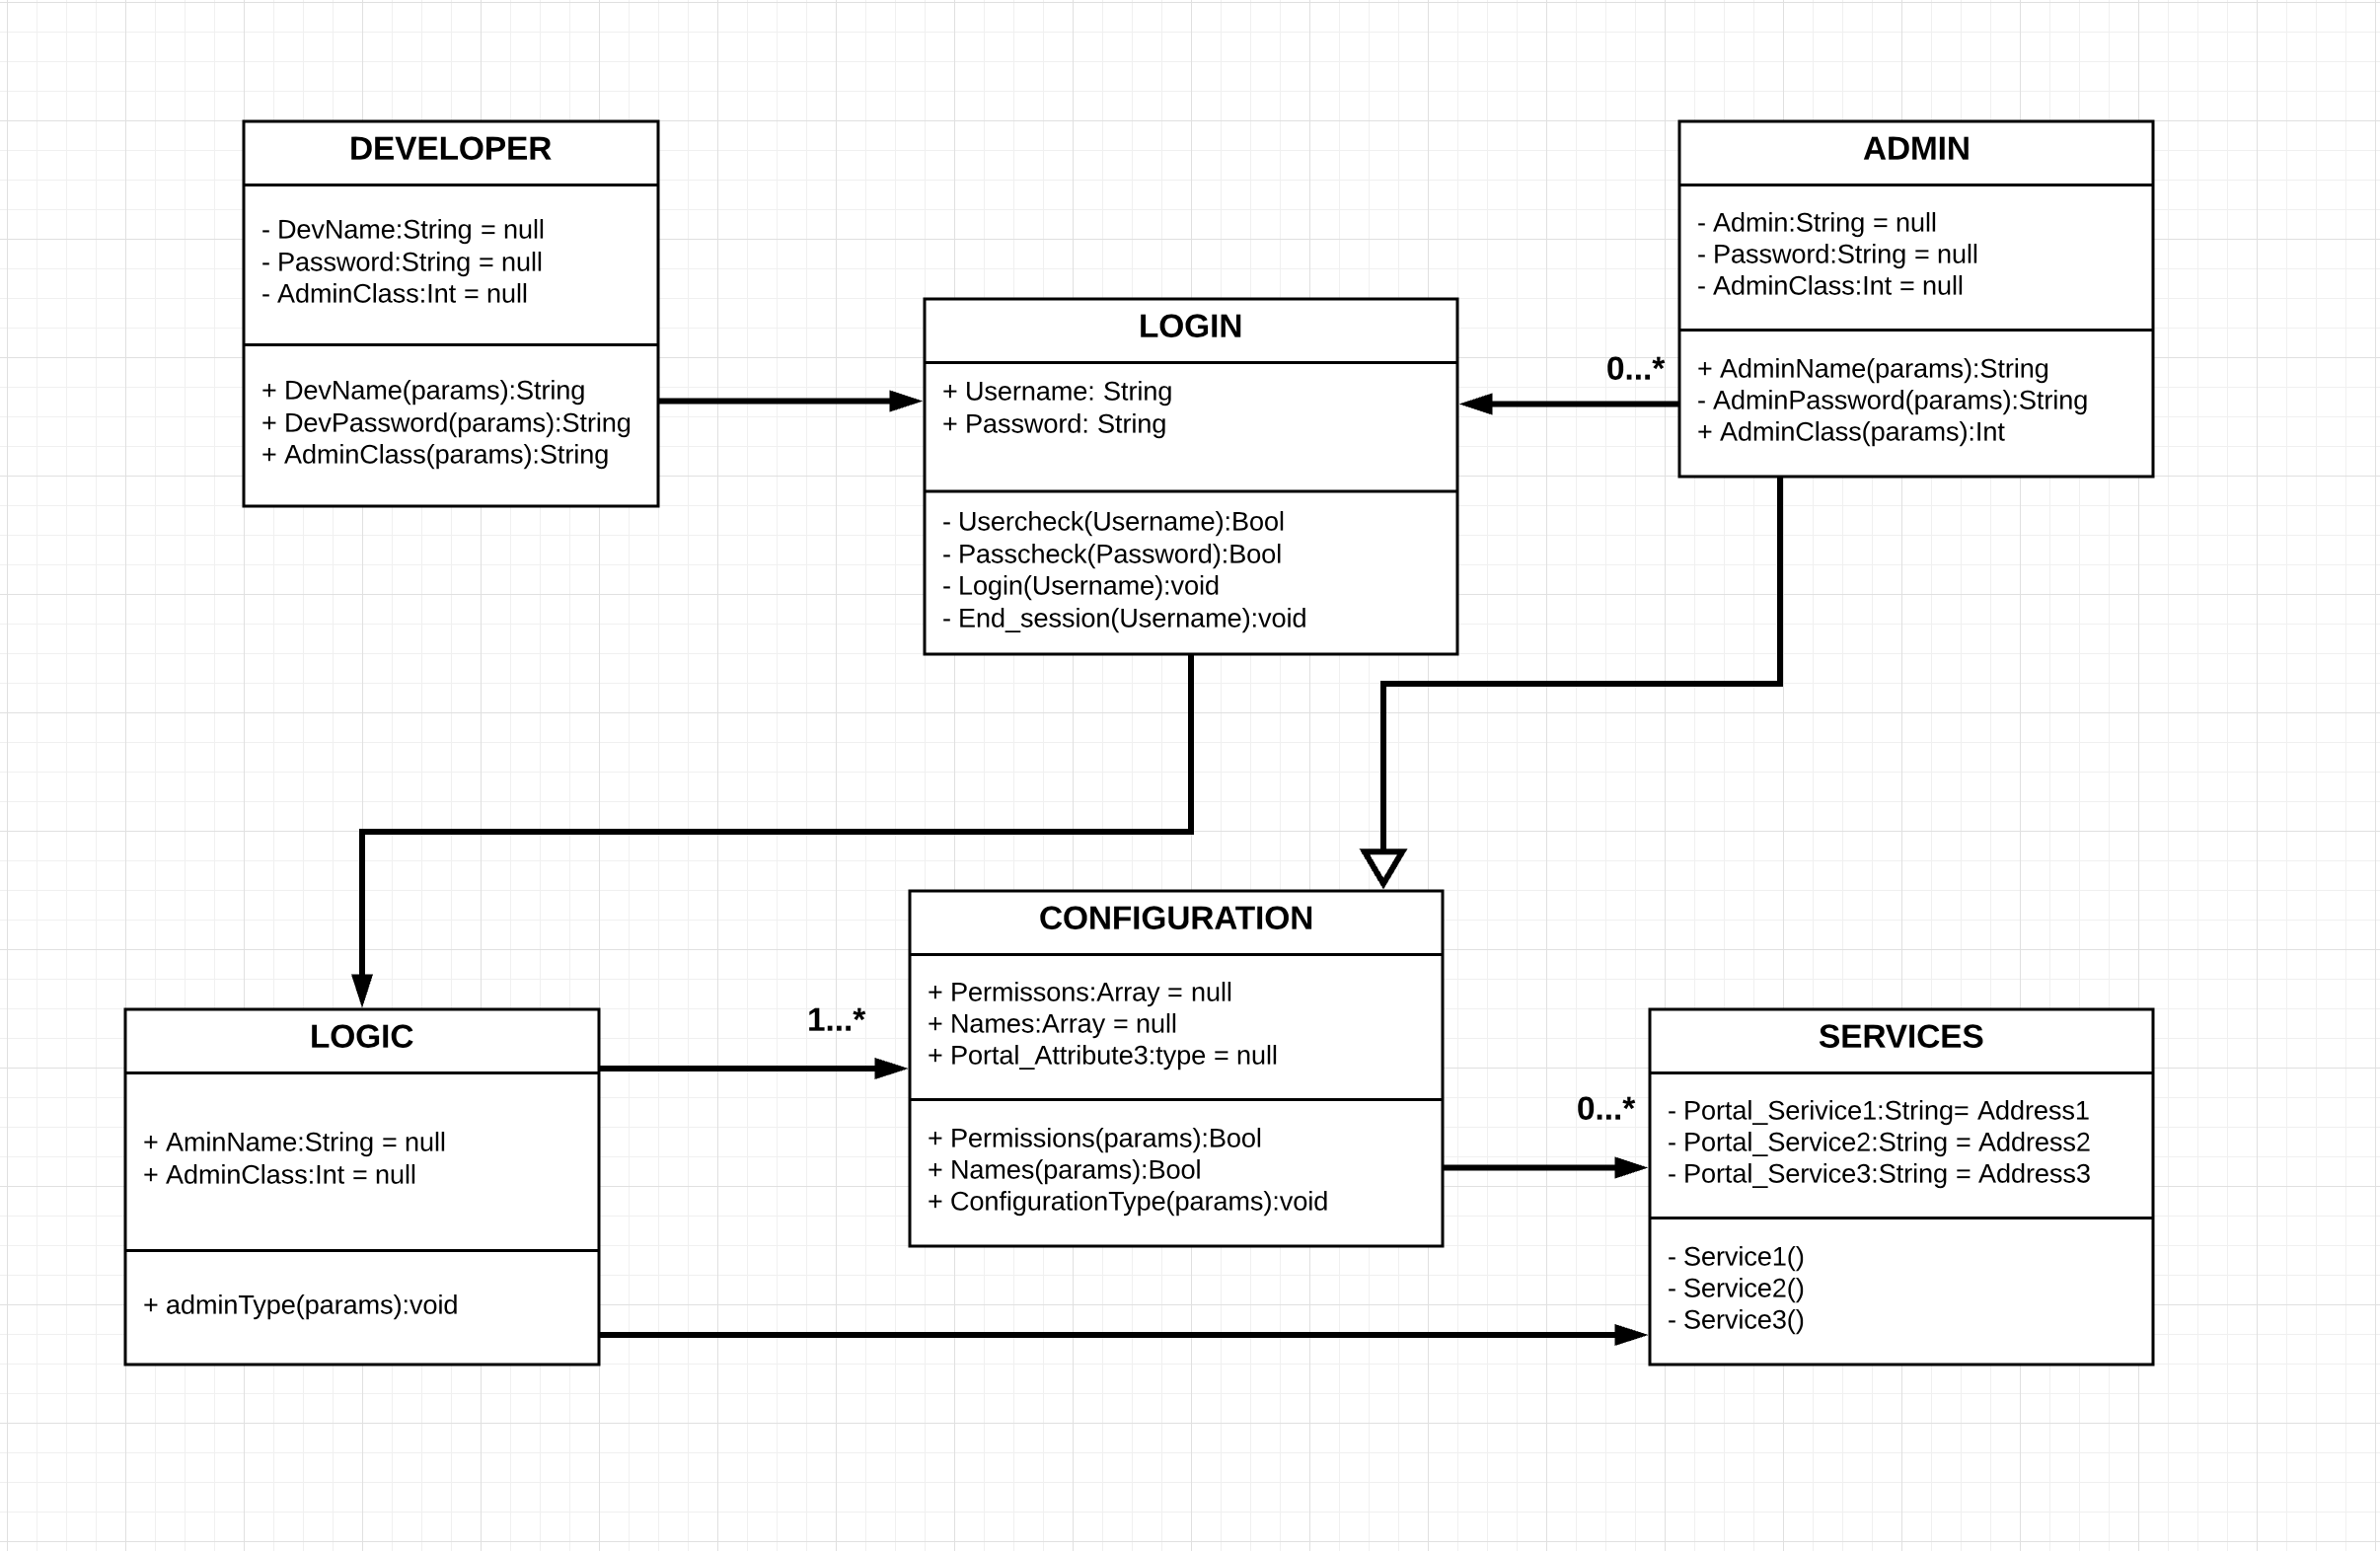 DEVELOPER
- DevName:String = null
- Password:String = null
- AdminClass:Int = null
+ DevName(params):String
+ DevPassword(params):String
+ AdminClass(params):String
LOGIN
+ Username: String
+ Password: String
- Usercheck(Username):Bool
- Passcheck(Password):Bool
- Login(Username):void
- End_session(Username):void
0...*
ADMIN
- Admin:String = null
- Password:String = null
- AdminClass:Int = null
+ AdminName(params):String
- AdminPassword(params):String
+ AdminClass(params):Int
LOGIC
+ AminName:String = null
+ AdminClass:Int = null
+ adminType(params):void
1...*
CONFIGURATION
+ Permissons:Array = null
+ Names:Array = null
+ Portal_Attribute3:type = null
+ Permissions(params):Bool
+ Names(params):Bool
+ ConfigurationType(params):void
0...*
SERVICES
- Portal_Serivice1:String= Address1
- Portal_Service2:String = Address2
- Portal_Service3:String = Address3
- Service1()
- Service2()
- Service3()